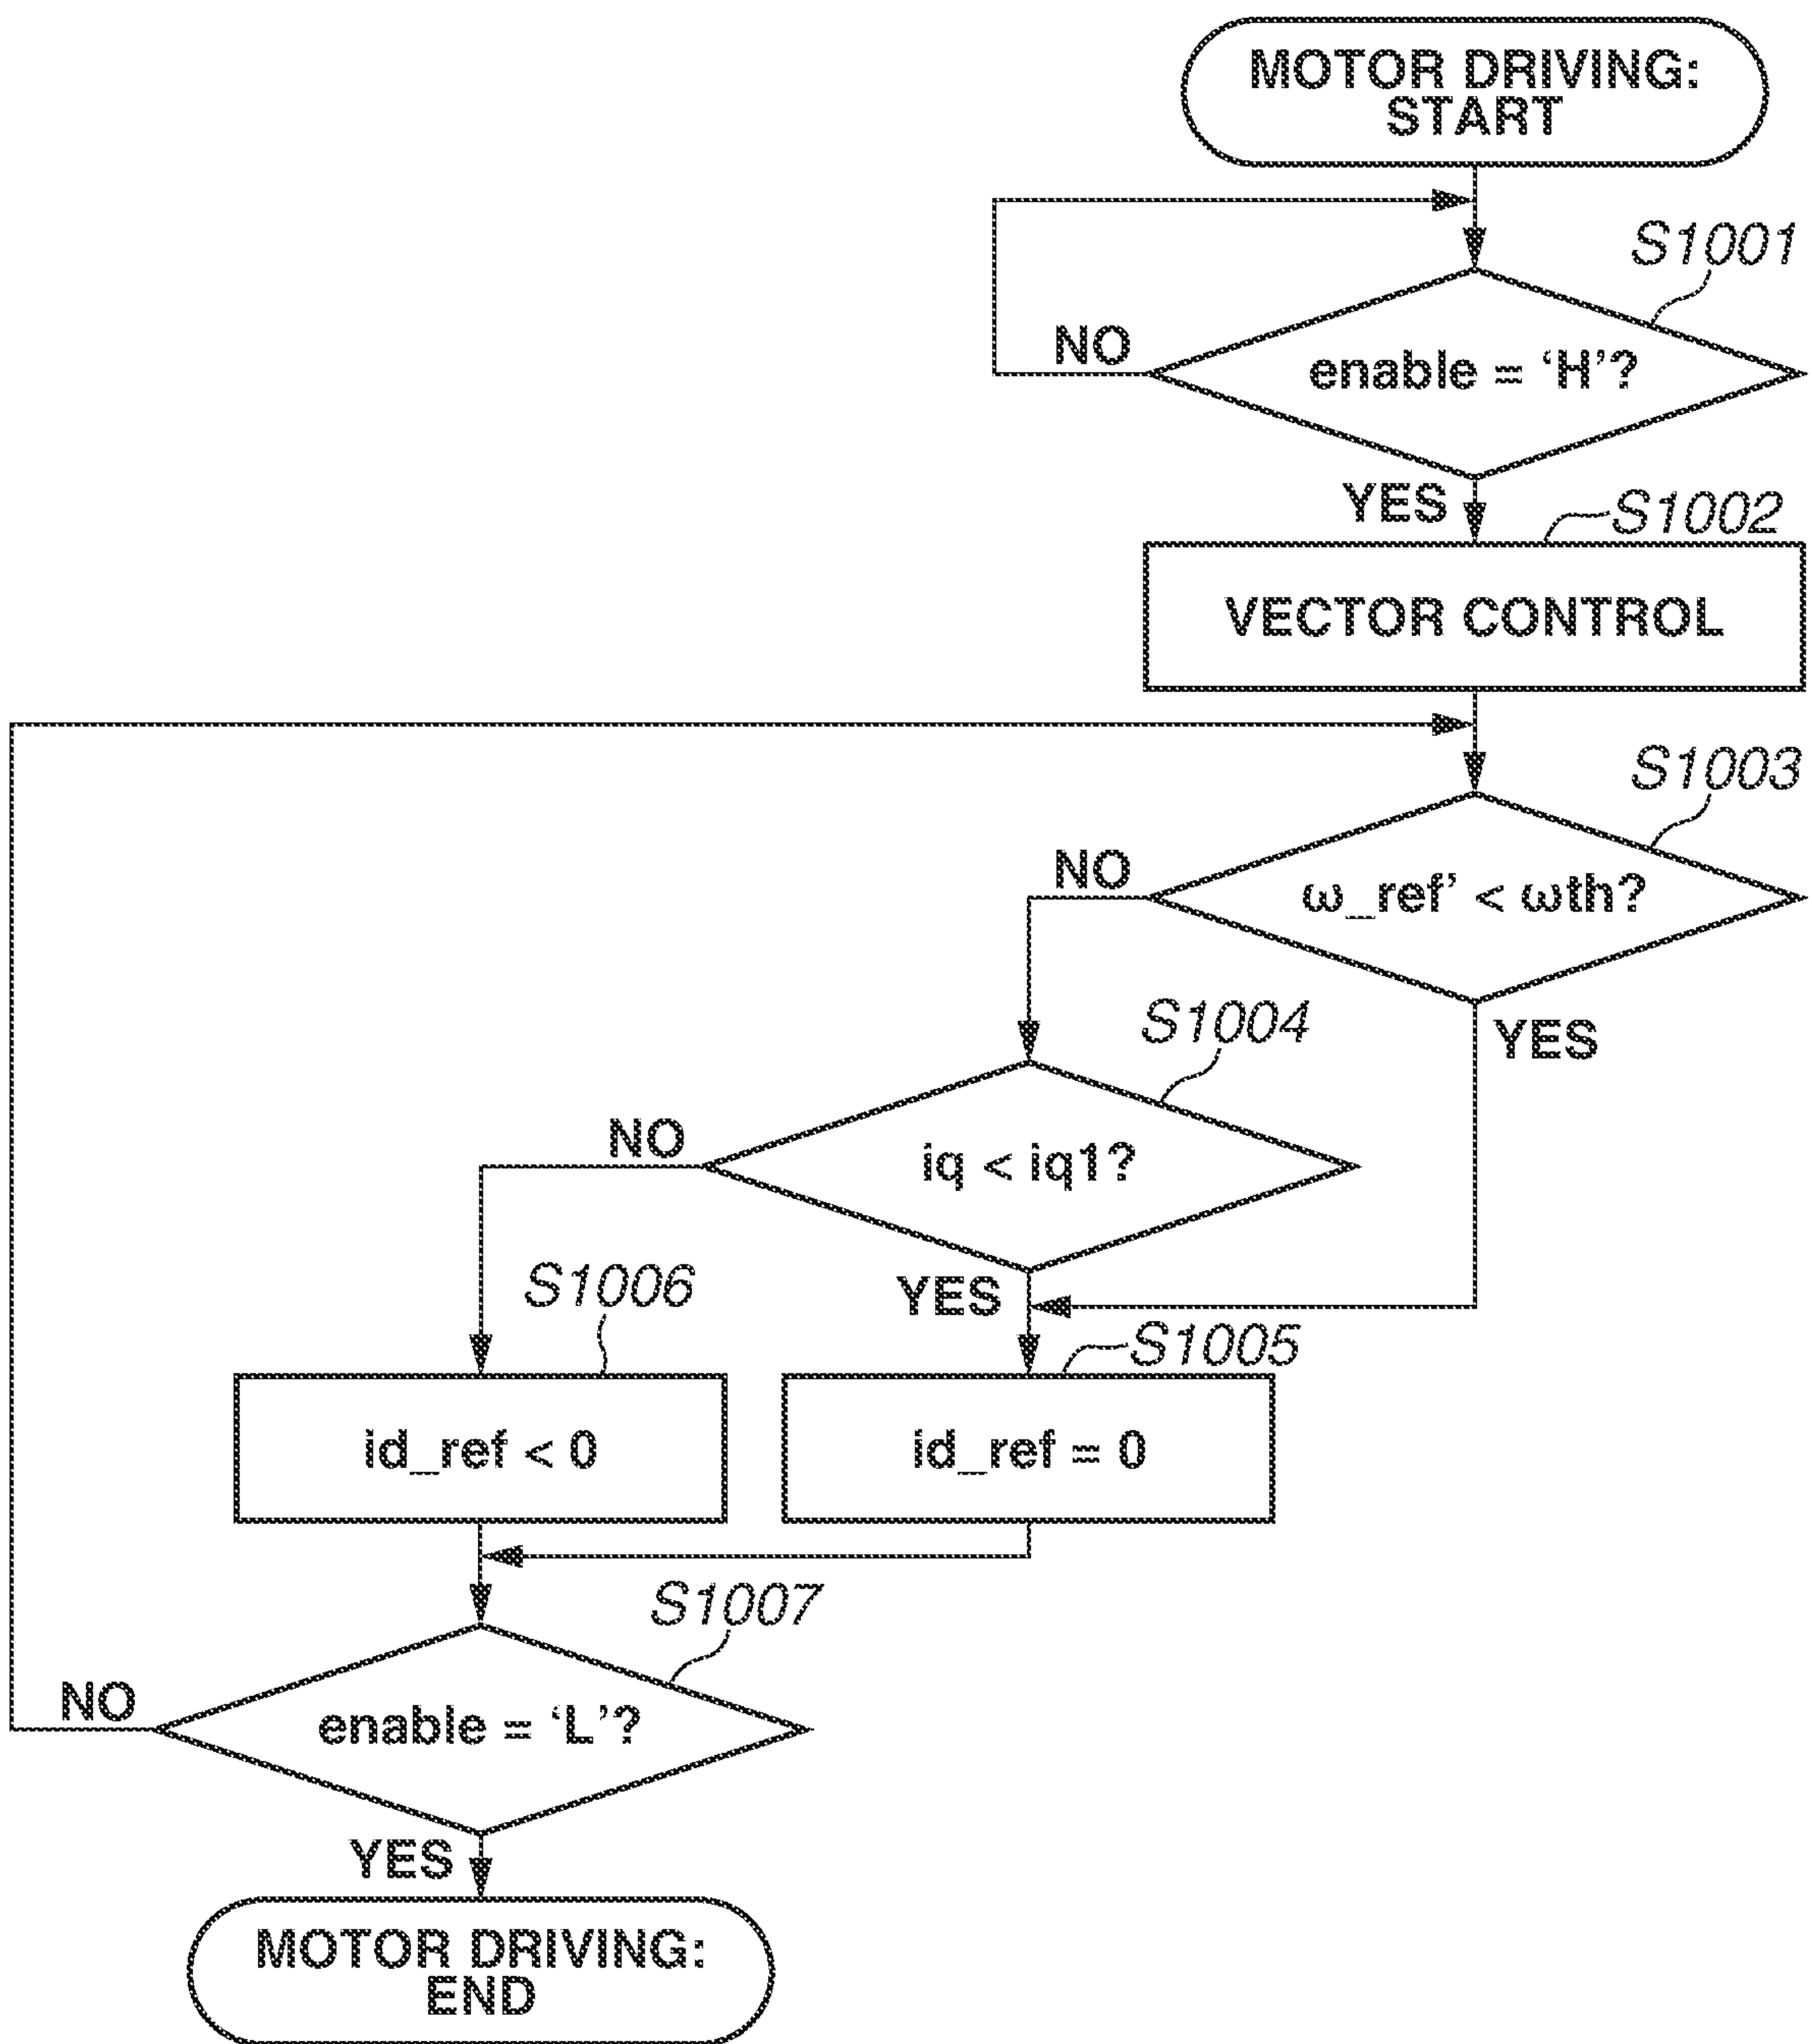 MOTOR DRIVING:
START
S1001
NO
enable = ‘H’?
YES
S1002
VECTOR CONTROL
S1003
NO
ω_ref’ < ωth?
YES
S1004
NO
iq < iq1?
YES
S1006
S1005
id_ref < 0
id_ref = 0
S1007
NO
enable = ‘L’?
YES
MOTOR DRIVING:
END